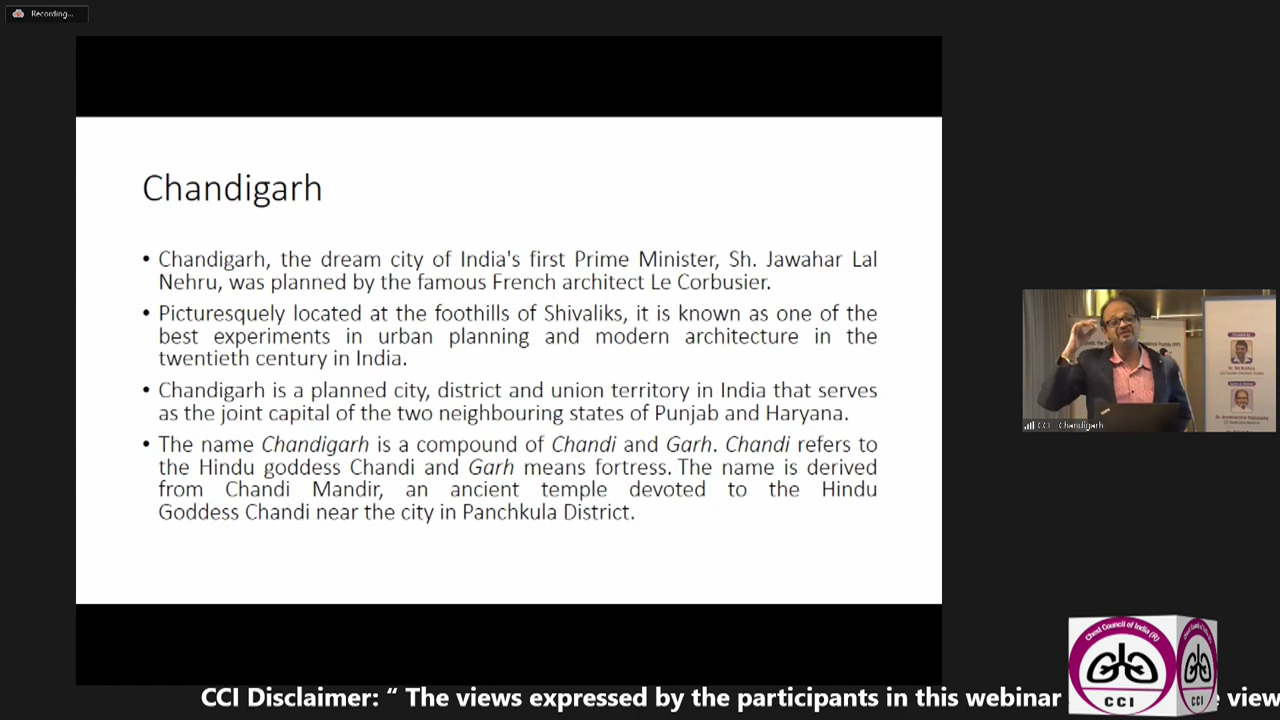 Recording...
Chandigarh
• Chandigarh, the dream city of India's first Prime Minister, Sh. Jawahar Lal
Nehru, was planned by the famous French architect Le Corbusier.
• Picturesquely located at the foothills of Shivaliks, it is known as one of the
best experiments in urban planning and modern architecture in the
twentieth century in India.
• Chandigarh is a planned city, district and union territory in India that serves
as the joint capital of the two neighbouring states of Punjab and Haryana.
• The name Chandigarh is a compound of Chandi and Garh. Chandi refers to
the Hindu goddess Chandi and Garh means fortress. The name is derived
from Chandi Mandir, an ancient temple devoted to the Hindu
Goddess Chandi near the city in Panchkula District.
CCI Chandigarh
Chest Council of India (R)
CCI
CCI
CCI Disclaimer: “ The views expressed by the participants in this webinar
view